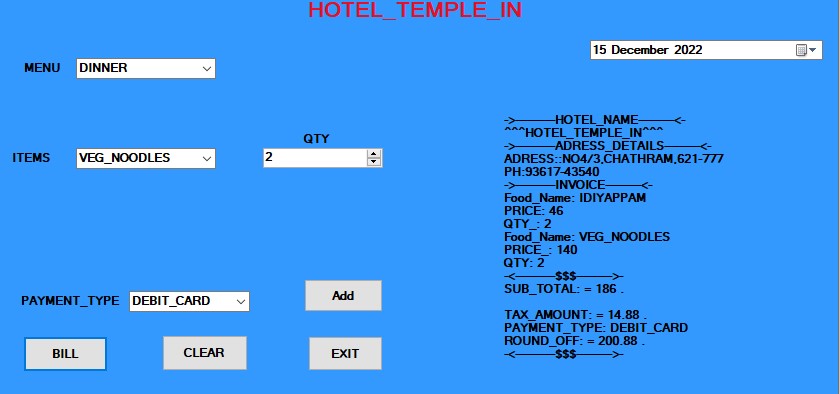 HOTEL_TEMPLE_IN
15 December 2022
MENU DINNER
ITEMS VEG_NOODLES
QTY
2
PAYMENT_TYPE DEBIT_CARD
Add
BILL
CLEAR
EXIT
->---------HOTEL_NAME---------<-
^^^HOTEL_TEMPLE_IN^^^
->---------ADRESS_DETAILS---------<-
ADRESS::NO4/3,CHATHRAM,621-777
PH:93617-43540
->---------INVOICE---------<-
Food_Name: IDIYAPPAM
PRICE: 46
QTY_: 2
Food_Name: VEG_NOODLES
PRICE_: 140
QTY: 2
-<---------$$$--------->-
SUB_TOTAL: = 186 .
TAX_AMOUNT: = 14.88 .
PAYMENT_TYPE: DEBIT_CARD
ROUND_OFF: = 200.88 .
-<---------$$$--------->-